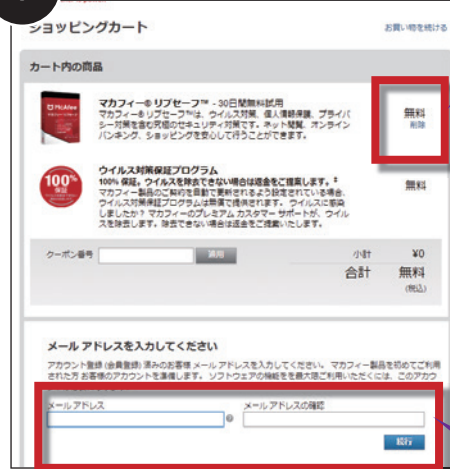 ショッピングカート
お買い物を続ける
カート内の商品
McAfee
マカフィー® リブセーフ™ - 30日間無料試用
マカフィー® リブセーフ™は、ウイルス対策、個人情報保護、プライバ
シー対策を含む究極のセキュリティ対策です。ネット閲覧、オンライン
バンキング、ショッピングを安心して行うことができます。
無料
削除
100%
保証
ウイルス対策保証プログラム
100% 保証。ウイルスを除去できない場合は返金をご提案します。‡
マカフィー製品のご契約を自動で更新されるよう設定されている場合、
ウイルス対策保証プログラムは無償で提供されます。 ウイルスに感染
しましたか? マカフィーのプレミアム カスタマー サポートが、ウイル
スを除去します。除去できない場合は返金をご提案いたします。
無料
クーポン番号
適用
小計 ¥0
合計 無料
(税込)
メール アドレスを入力してください
アカウント登録 (会員登録) 済みのお客様 メール アドレスを入力してください。 マカフィー製品を初めてご利用
された方 お客様のアカウントを準備します。 ソフトウェアの機能をを最大限ご利用いただくには、このアカウ
メール アドレス
メール アドレスの確認
続行